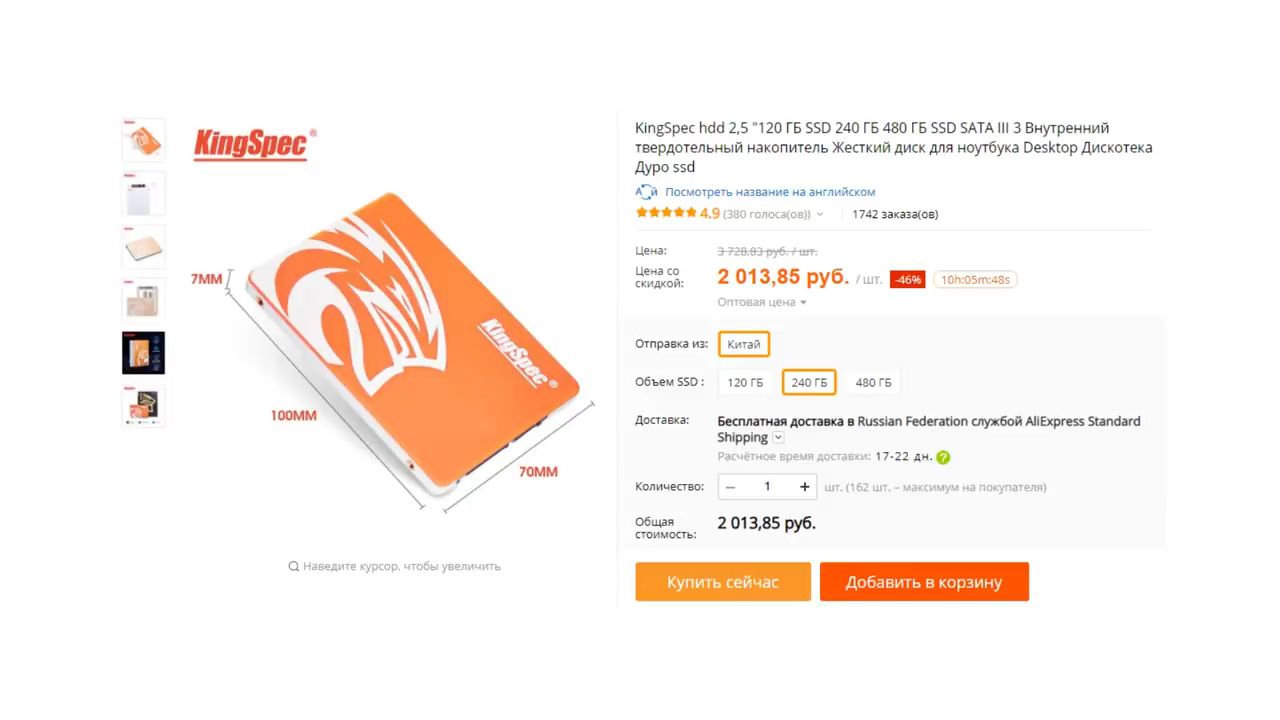 KingSpec®
7MM
100MM
70MM
KingSpec®
Наведите курсор, чтобы увеличить
KingSpec hdd 2,5 "120 ГБ SSD 240 ГБ 480 ГБ SSD SATA III 3 Внутренний
твердотельный накопитель Жесткий диск для ноутбука Desktop Дискотека
Дуро ssd
Посмотреть название на английском
4.9 (380 голоса(ов)) 1742 заказа(ов)
Цена: 3 728,83 руб. / шт.
Цена со скидкой: 2 013,85 руб. / шт. -46% 10h:05m:48s
Оптовая цена
Отправка из: Китай
Объем SSD : 120 ГБ 240 ГБ 480 ГБ
Доставка: Бесплатная доставка в Russian Federation службой AliExpress Standard
Shipping
Расчётное время доставки: 17-22 дн. ?
Количество: − 1 + шт. (162 шт. – максимум на покупателя)
Общая стоимость: 2 013,85 руб.
Купить сейчас Добавить в корзину